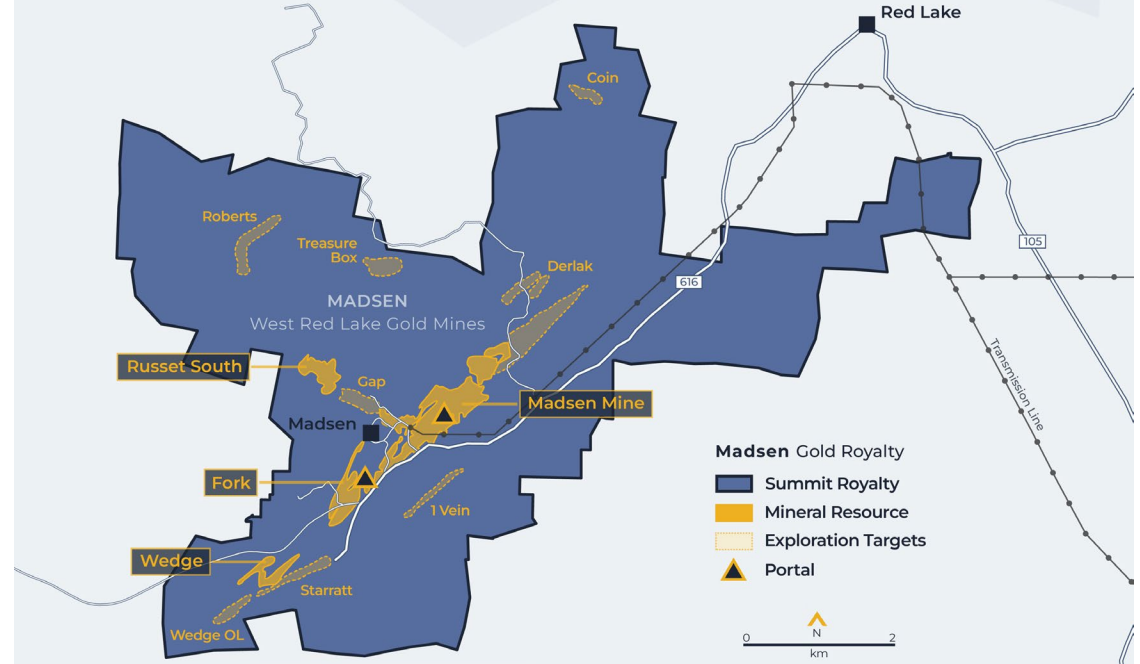 Red Lake
Coin
Roberts
Treasure
Box
Derlak
616
105
MADSEN
West Red Lake Gold Mines
Russet South
Gap
Madsen
Madsen Mine
Transmission Line
Fork
1 Vein
Wedge
Starratt
Wedge OL
Madsen Gold Royalty
Summit Royalty
Mineral Resource
Exploration Targets
Portal
N
0 2
km